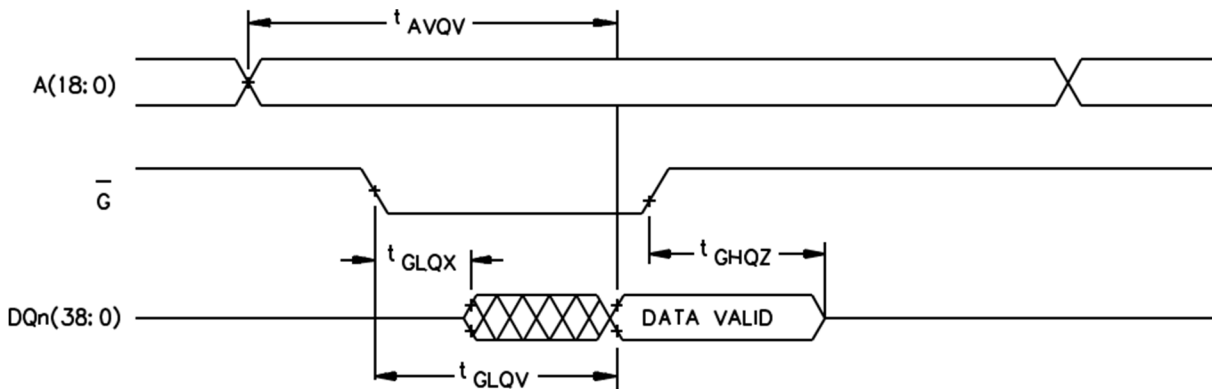 t AVQV
A(18:0)
G
t GLQX
t GHQZ
DQn(38:0)
DATA VALID
t GLQV